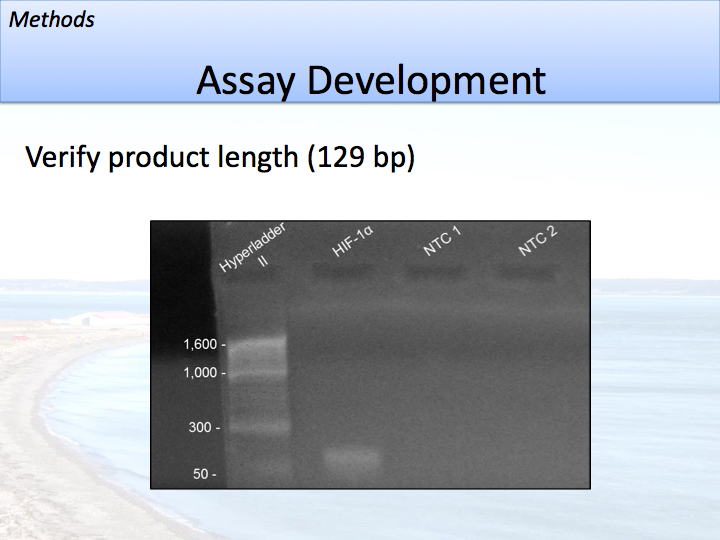 Methods
Assay Development
Verify product length (129 bp)
Hyperladder
II
HIF-1α
NTC 1
NTC 2
1,600 -
1,000 -
300 -
50 -